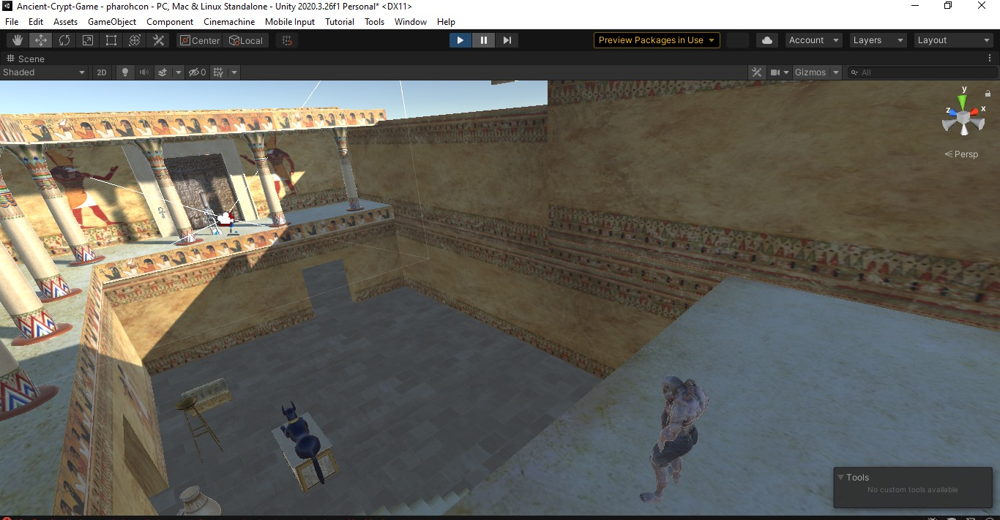 Ancient-Crypt-Game - pharohcon - PC, Mac & Linux Standalone - Unity 2020.3.26f1 Personal* <DX11>
File Edit Assets GameObject Component Cinemachine Mobile Input Tutorial Tools Window Help
Center Local Preview Packages in Use Account Layers Layout
Scene
Shaded 2D 0 Gizmos All
y
z x
Persp
Tools
No custom tools available